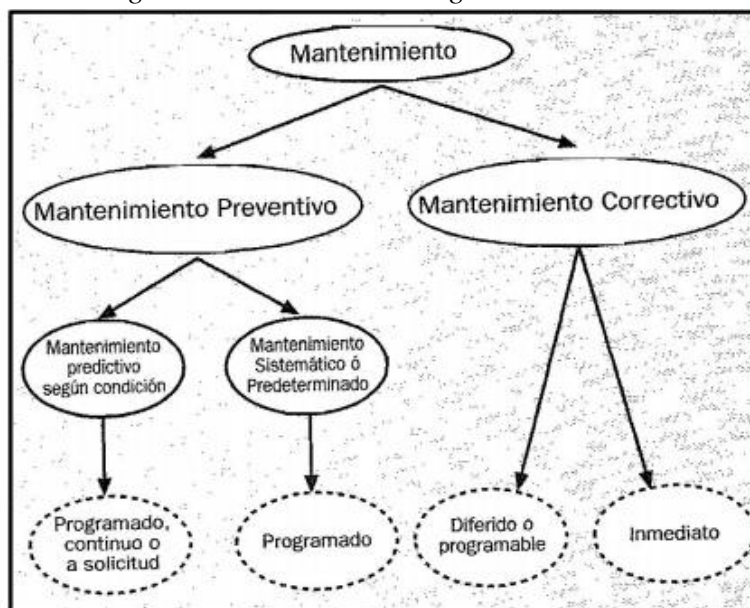 Mantenimiento
Mantenimiento Preventivo
Mantenimiento Correctivo
Mantenimiento
predictivo
según condición
Mantenimiento
Sistemático ó
Predeterminado
Programado,
continuo o
a solicitud
Programado
Diferido o
programable
Inmediato